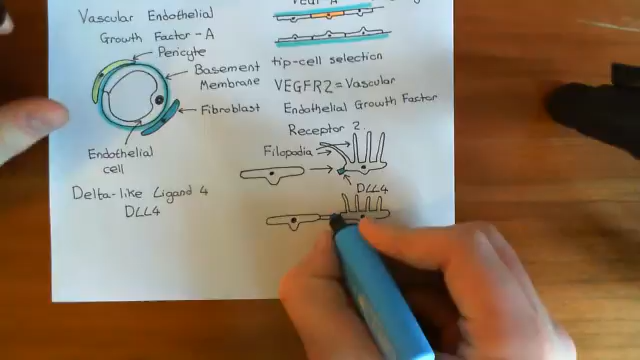 Vascular Endothelial
Growth Factor - A
Pericyte
Basement
Membrane
Fibroblast
Endothelial
cell
Delta-like Ligand 4
DLL4
VEGF A
tip-cell selection
VEGFR2 = Vascular
Endothelial Growth Factor
Receptor 2.
Filopodia
DLL4